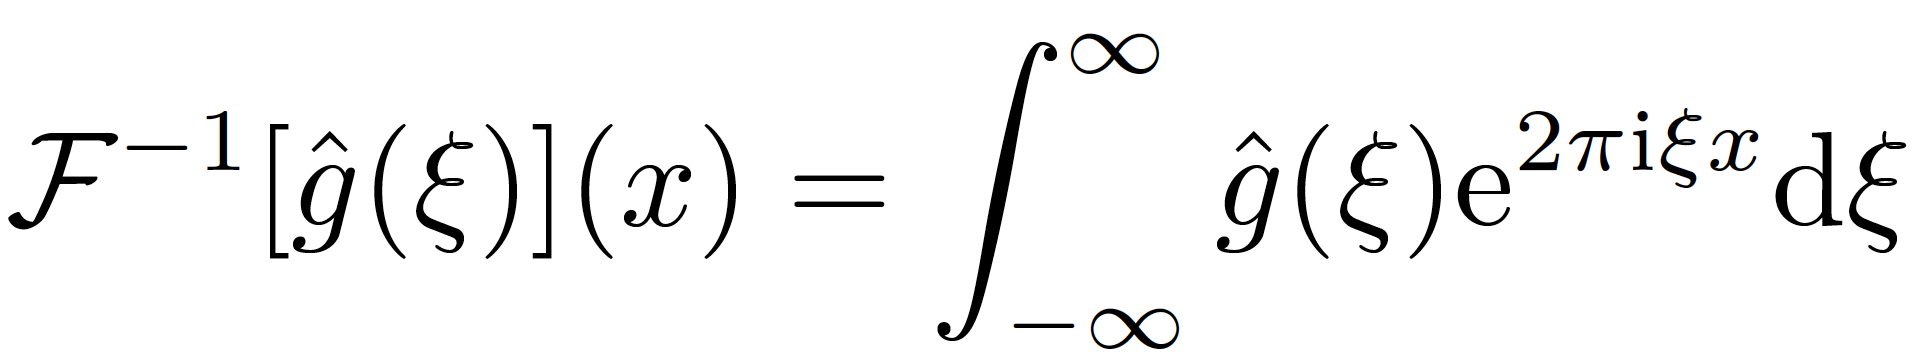 ℱ⁻¹[ĝ(ξ)](x) = ∫_{-∞}^{∞} ĝ(ξ)e^{2πiξx}dξ